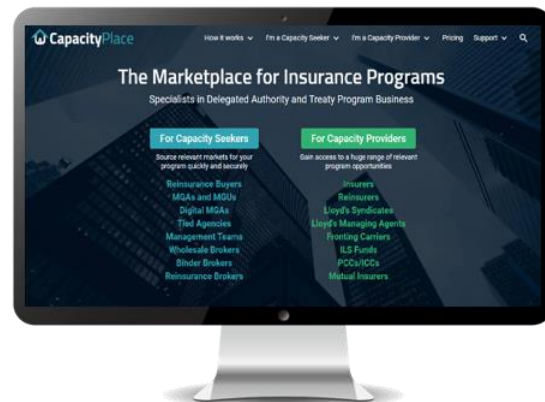 CapacityPlace
How it works
I'm a Capacity Seeker
I'm a Capacity Provider
Pricing
Support
The Marketplace for Insurance Programs
Specialists in Delegated Authority and Treaty Program Business
For Capacity Seekers
Source relevant markets for your
program quickly and securely
Reinsurance Buyers
MGAs and MGUs
Digital MGAs
Tied Agencies
Management Teams
Wholesale Brokers
Binder Brokers
Reinsurance Brokers
For Capacity Providers
Gain access to a huge range of relevant
program opportunities
Insurers
Reinsurers
Lloyd's Syndicates
Lloyd's Managing Agents
Fronting Carriers
ILS Funds
PCCs/ICCs
Mutual Insurers